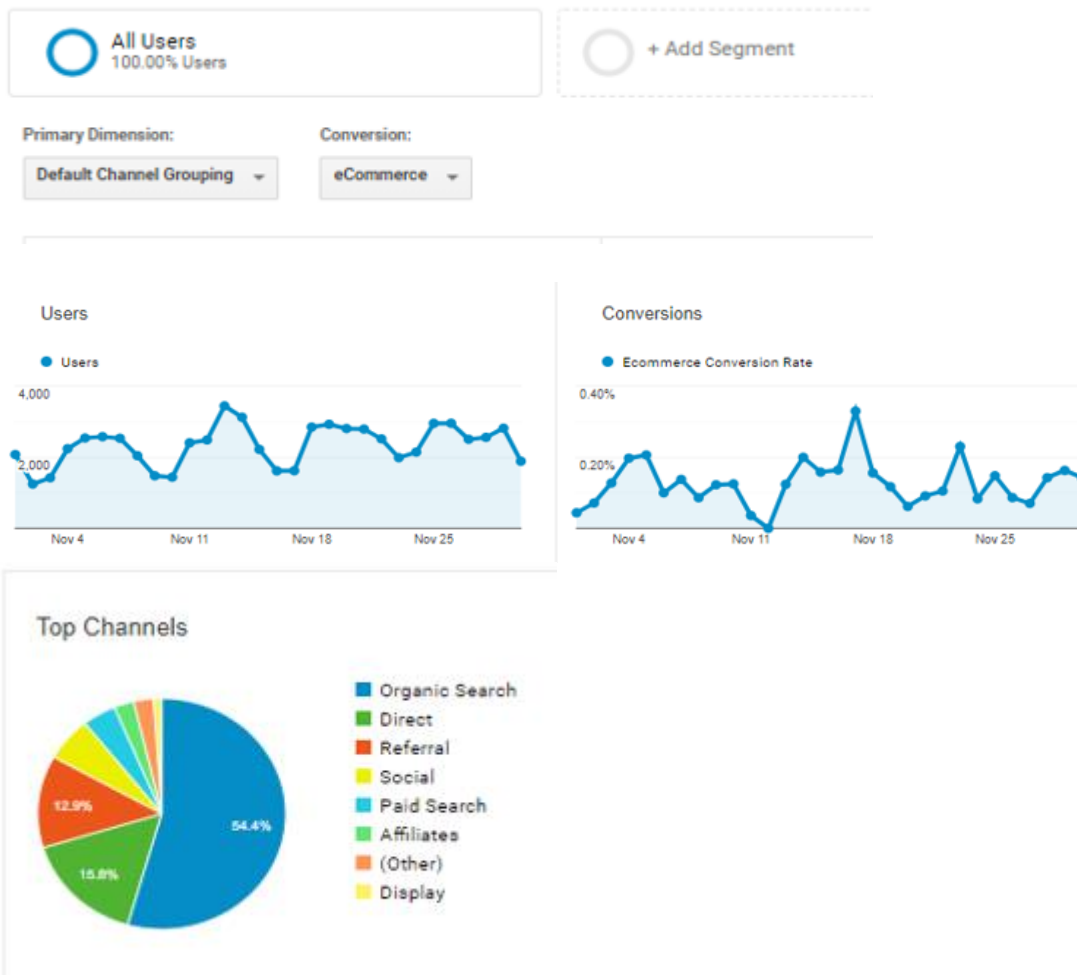 All Users
100.00% Users
+ Add Segment
Primary Dimension:
Conversion:
Default Channel Grouping
eCommerce
Users
Users
4,000
2,000
Nov 4
Nov 11
Nov 18
Nov 25
Conversions
Ecommerce Conversion Rate
0.40%
0.20%
Nov 4
Nov 11
Nov 18
Nov 25
Top Channels
12.9%
15.8%
54.4%
Organic Search
Direct
Referral
Social
Paid Search
Affiliates
(Other)
Display